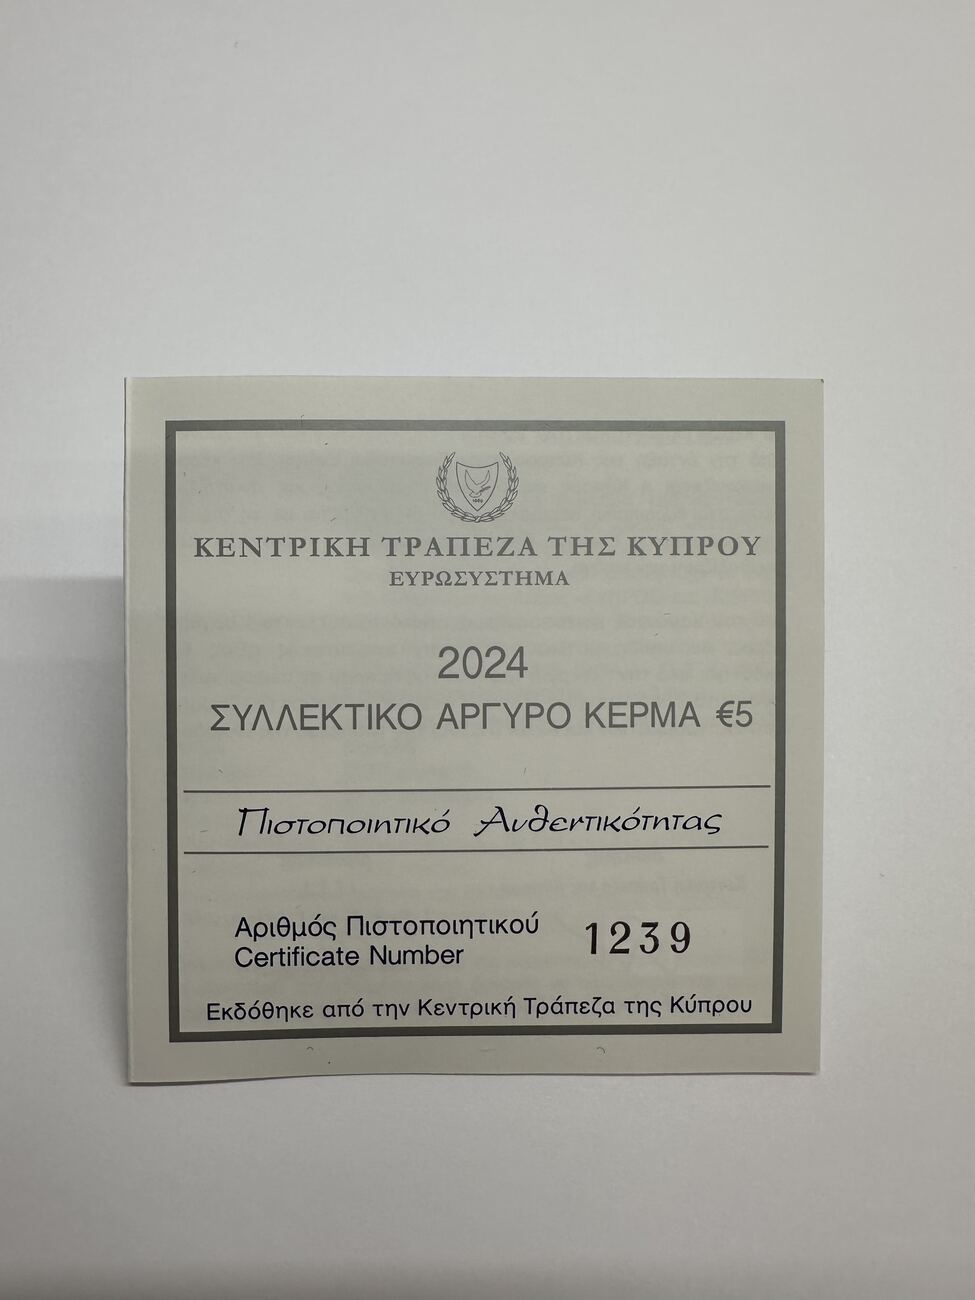 ΚΕΝΤΡΙΚΗ ΤΡΑΠΕΖΑ ΤΗΣ ΚΥΠΡΟΥ
ΕΥΡΩΣΥΣΤΗΜΑ
2024
ΣΥΛΛΕΚΤΙΚΟ ΑΡΓΥΡΟ ΚΕΡΜΑ €5
Πιστοποιητικό Αυθεντικότητας
Αριθμός Πιστοποιητικού
Certificate Number
1239
Εκδόθηκε από την Κεντρική Τράπεζα της Κύπρου